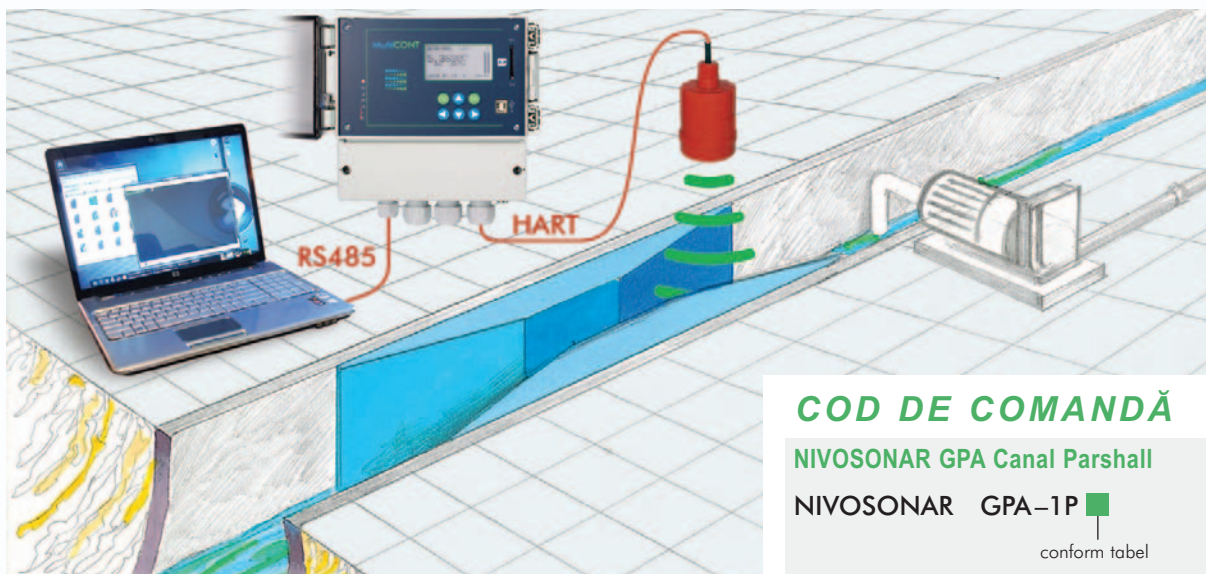 MultiCONT
HART
RS485
COD DE COMANDĂ
NIVOSONAR GPA Canal Parshall
NIVOSONAR GPA–1P
conform tabel